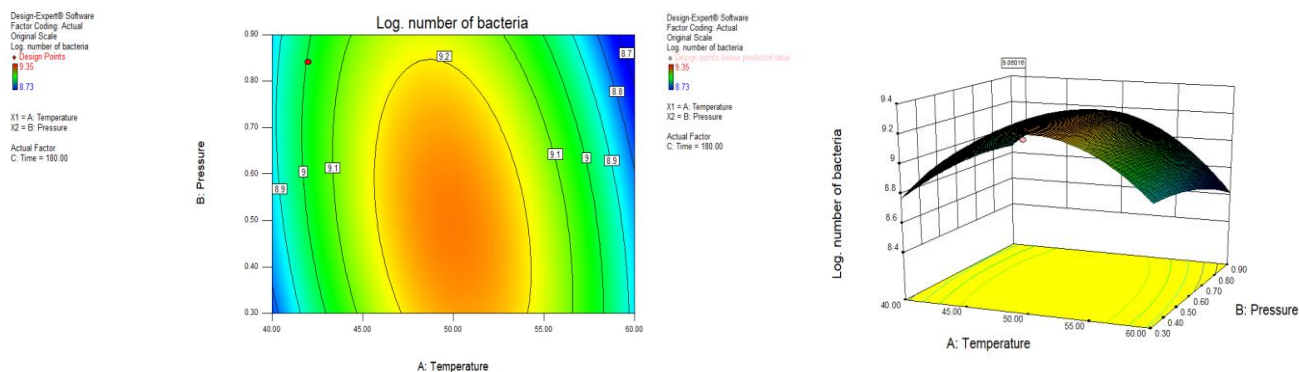 Design-Expert® Software
Factor Coding: Actual
Original Scale
Log. number of bacteria
Design Points
9.35
8.73
X1 = A: Temperature
X2 = B: Pressure
Actual Factor
C: Time = 180.00
Log. number of bacteria
B: Pressure
0.90
0.80
0.70
0.60
0.50
0.40
0.30
40.00
45.00
50.00
55.00
60.00
A: Temperature
8.9
9
9.1
9.2
9.1
9
8.9
8.8
8.7
Design-Expert® Software
Factor Coding: Actual
Original Scale
Log. number of bacteria
Design points below predicted value
9.35
8.73
X1 = A: Temperature
X2 = B: Pressure
Actual Factor
C: Time = 180.00
9.06016
Log. number of bacteria
9.4
9.2
9
8.8
8.6
8.4
40.00
45.00
50.00
55.00
60.00
A: Temperature
0.30
0.40
0.50
0.60
0.70
0.80
0.90
B: Pressure